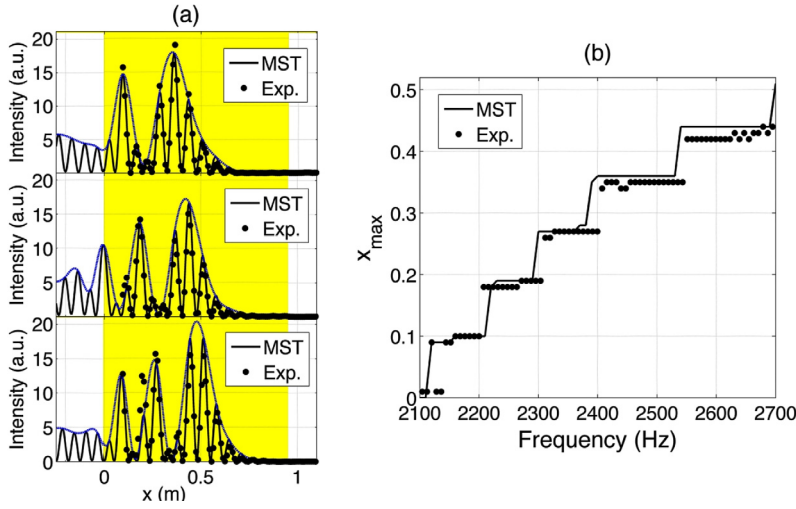 (a)
20
15
10
5
Intensity (a.u.)
MST
Exp.
20
15
10
5
Intensity (a.u.)
MST
Exp.
20
15
10
5
0
Intensity (a.u.)
MST
Exp.
0 0.5 1
x (m)
(b)
0.5
0.4
0.3
0.2
0.1
0
x_max
MST
Exp.
2100 2200 2300 2400 2500 2600 2700
Frequency (Hz)